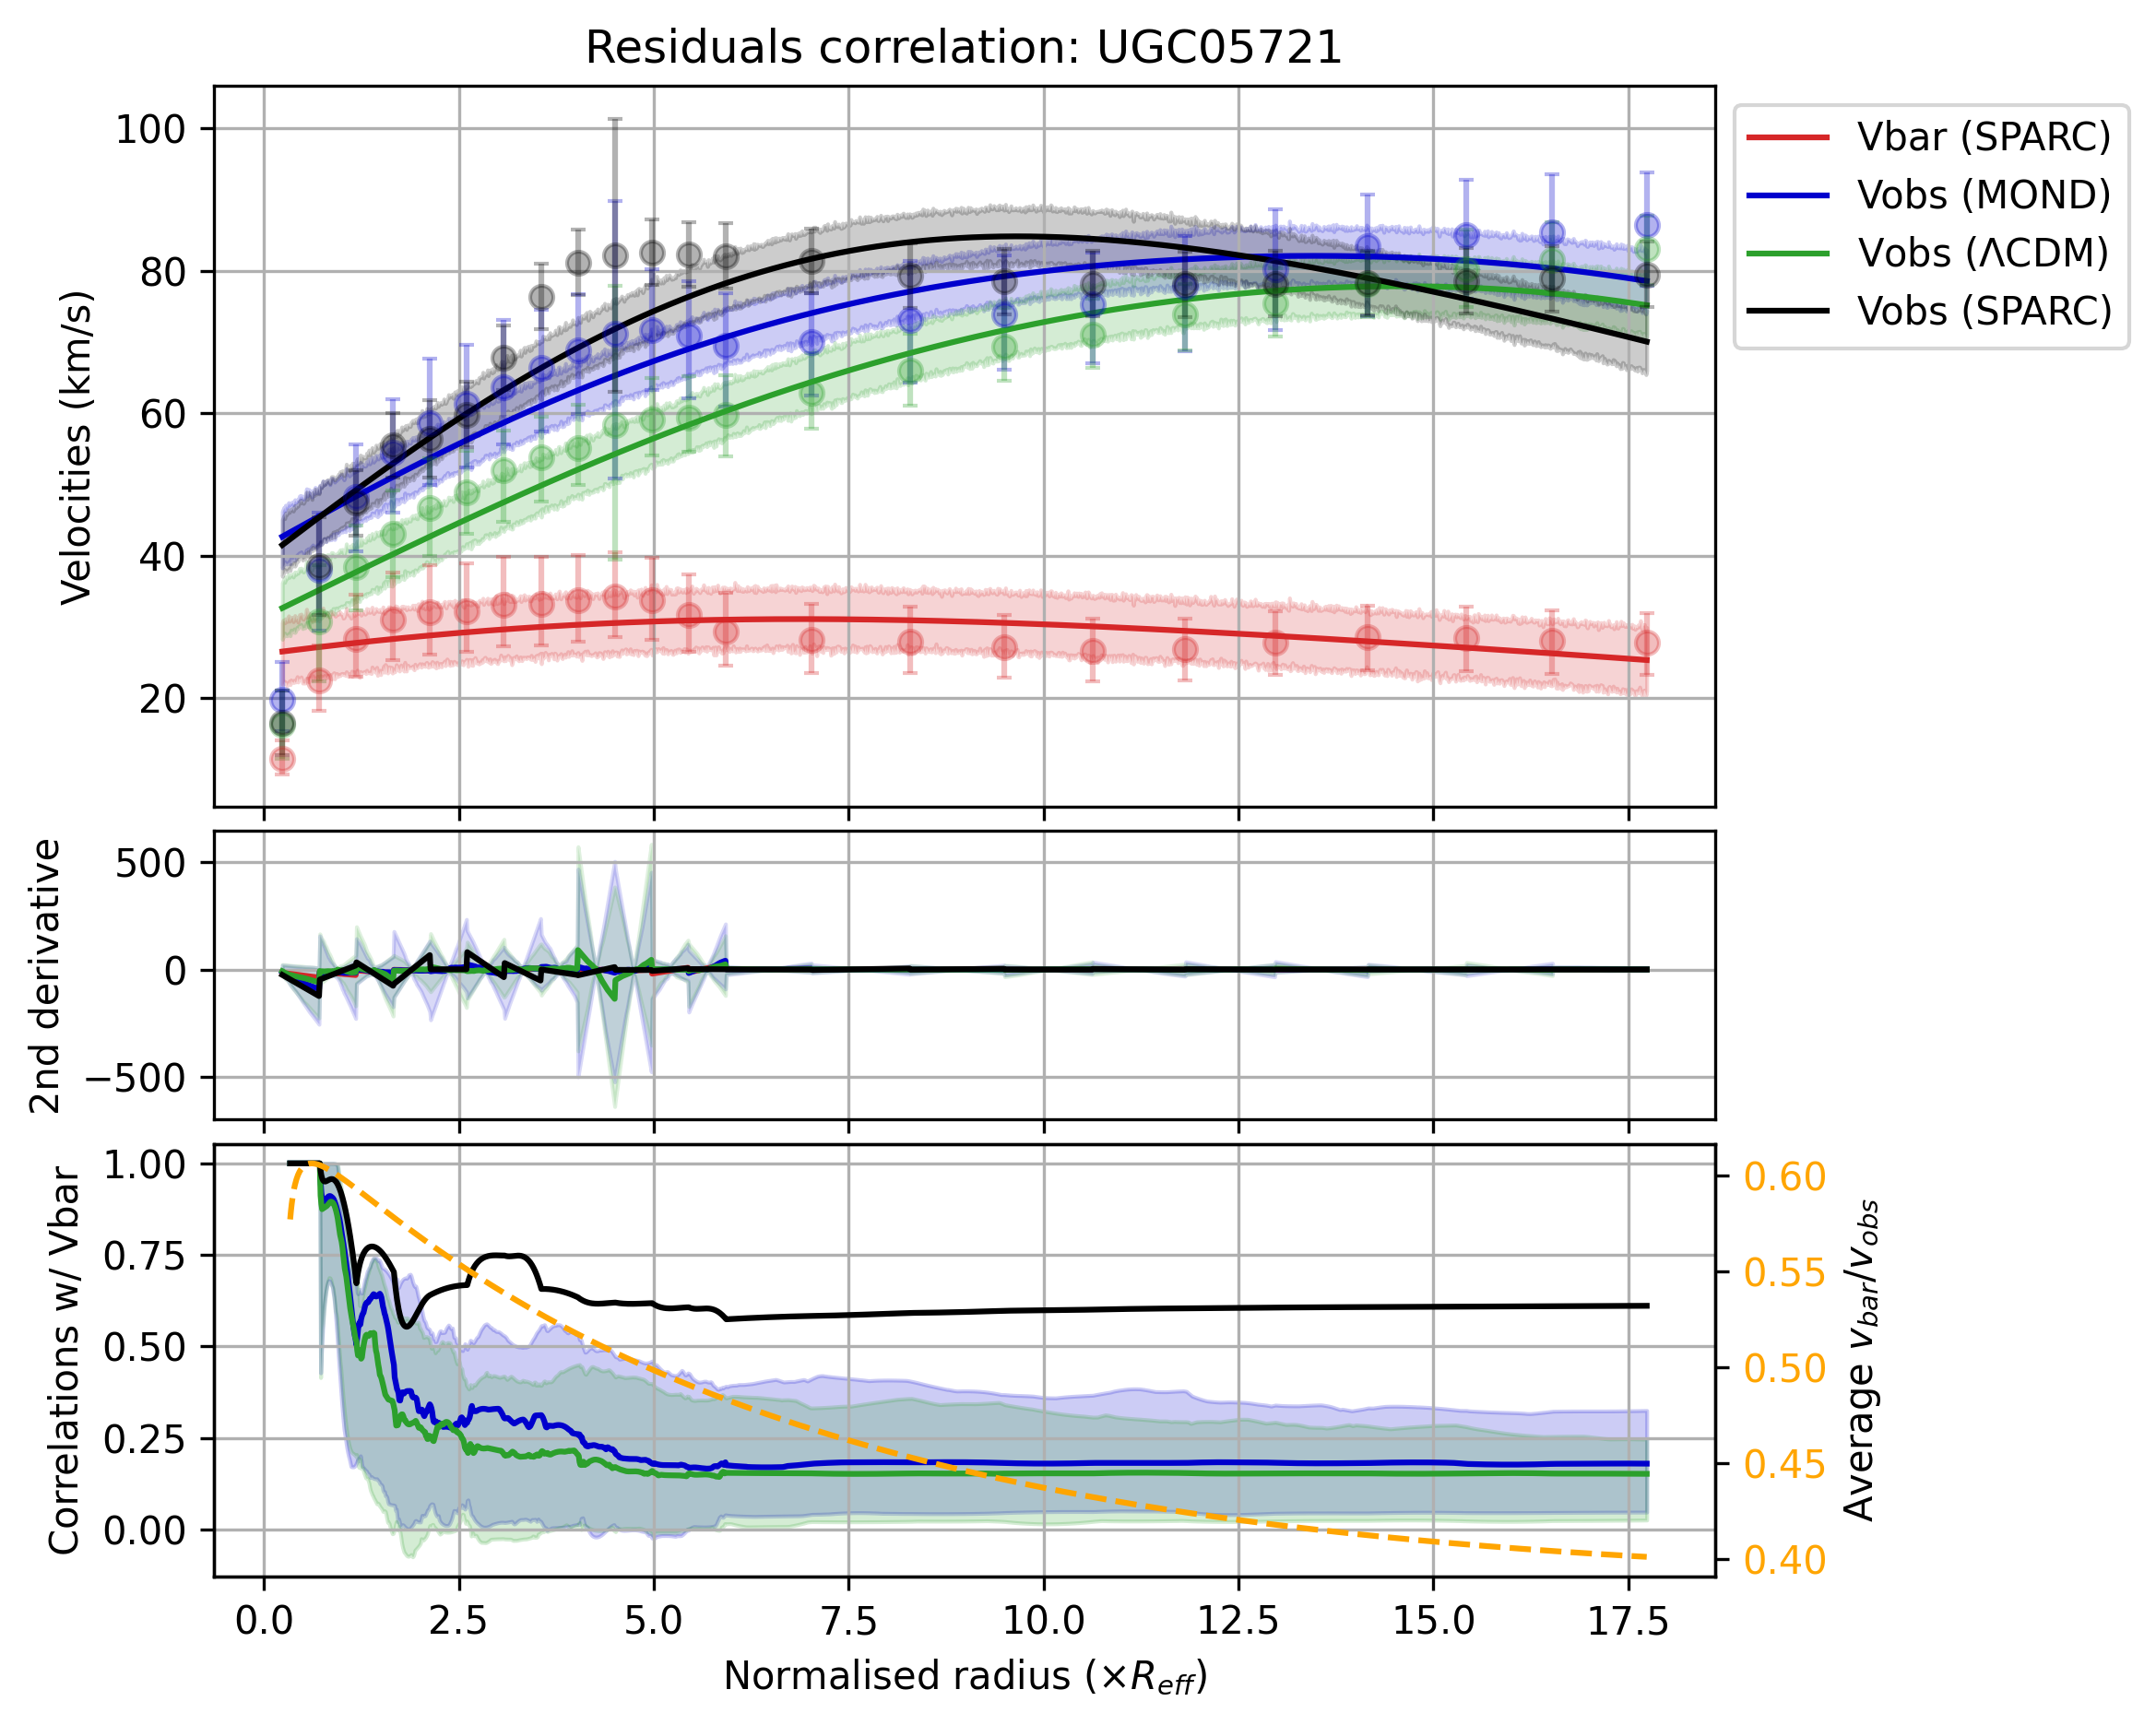 Residuals correlation: UGC05721
100
80
60
40
20
Velocities (km/s)
Vbar (SPARC)
Vobs (MOND)
Vobs (ΛCDM)
Vobs (SPARC)
500
0
−500
2nd derivative
1.00
0.75
0.50
0.25
0.00
Correlations w/ Vbar
0.60
0.55
0.50
0.45
0.40
Average v_bar/v_obs
0.0 2.5 5.0 7.5 10.0 12.5 15.0 17.5
Normalised radius (×R_eff)